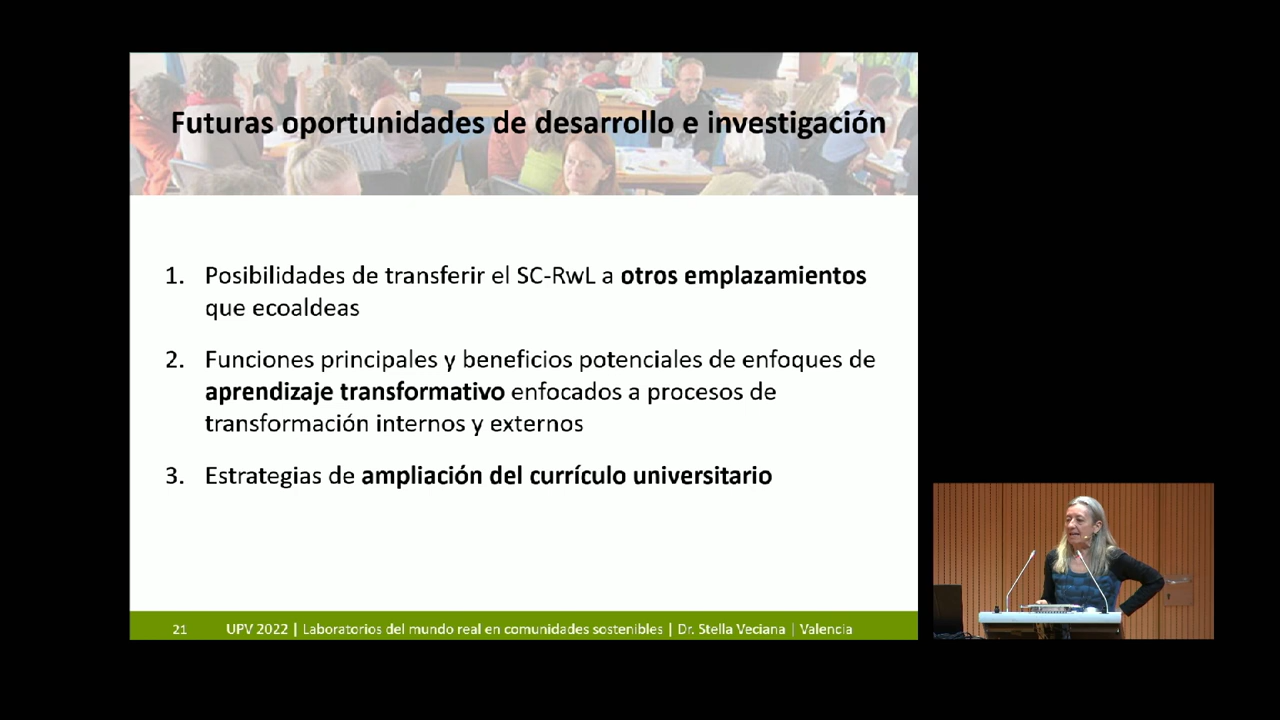 Futuras oportunidades de desarrollo e investigación
1. Posibilidades de transferir el SC-RwL a otros emplazamientos
que ecoaldeas
2. Funciones principales y beneficios potenciales de enfoques de
aprendizaje transformativo enfocados a procesos de
transformación internos y externos
3. Estrategias de ampliación del currículo universitario
21 UPV 2022 | Laboratorios del mundo real en comunidades sostenibles | Dr. Stella Veciana | Valencia